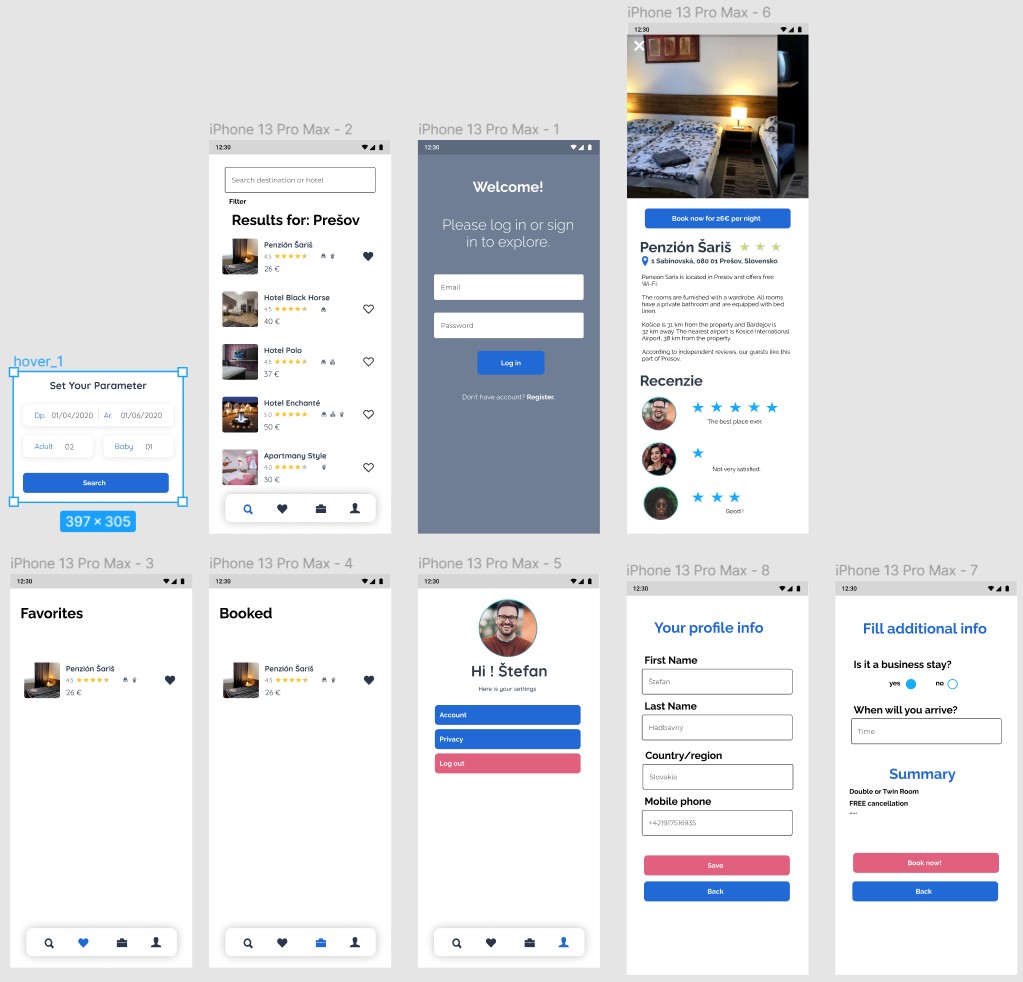 iPhone 13 Pro Max - 6
12:30
Book now for 26€ per night
Penzión Šariš
1 Sabinovská, 080 01 Prešov, Slovensko
Pension Saris is located in Prešov and offers free
Wi-Fi.
The rooms are furnished with a wardrobe. All rooms
have a private bathroom and are equipped with bed
linen.
Košice is 31 km from the property and Bardejov is
32 km away. The nearest airport is Kosice International
Airport, 38 km from the property.
According to independent reviews, our guests like this
part of Presov.
Recenzie
The best place ever.
Not very satisfied.
Good !
iPhone 13 Pro Max - 2
12:30
Search destination or hotel
Filter
Results for: Prešov
Penzión Šariš
4.5
26 €
Hotel Black Horse
4.5
40 €
Hotel Polo
4.5
37 €
Hotel Enchanté
5.0
50 €
Apartmany Style
4.0
30 €
iPhone 13 Pro Max - 1
12:30
Welcome!
Please log in or sign
in to explore.
Email
Password
Log in
Don't have account? Register.
hover_1
Set Your Parameter
Dp. 01/04/2020 Ar. 01/06/2020
Adult 02 Baby 01
Search
397 × 305
iPhone 13 Pro Max - 3
12:30
Favorites
Penzión Šariš
4.5
26 €
iPhone 13 Pro Max - 4
12:30
Booked
Penzión Šariš
4.5
26 €
iPhone 13 Pro Max - 5
12:30
Hi ! Štefan
Here is your settings
Account
Privacy
Log out
iPhone 13 Pro Max - 8
12:30
Your profile info
First Name
Štefan
Last Name
Hadbavný
Country/region
Slovakia
Mobile phone
+421917516935
Save
Back
iPhone 13 Pro Max - 7
12:30
Fill additional info
Is it a business stay?
yes no
When will you arrive?
Time
Summary
Double or Twin Room
FREE cancellation
....
Book now!
Back